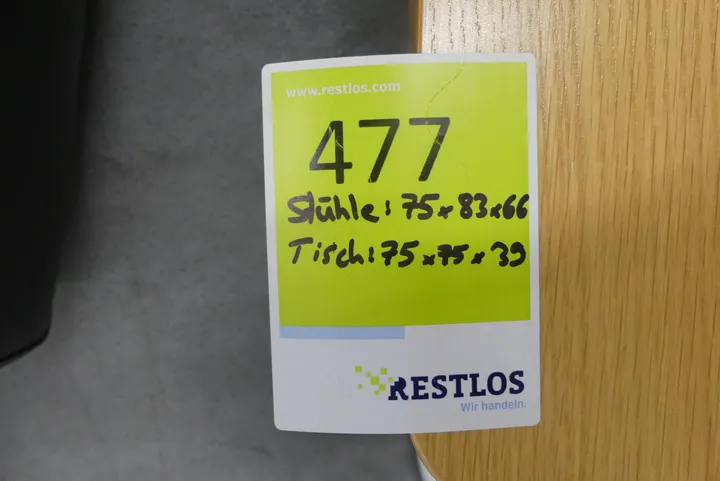 www.restlos.com
477
Stühle: 75x83x66
Tisch: 75x75x39
RESTLOS
Wir handeln.